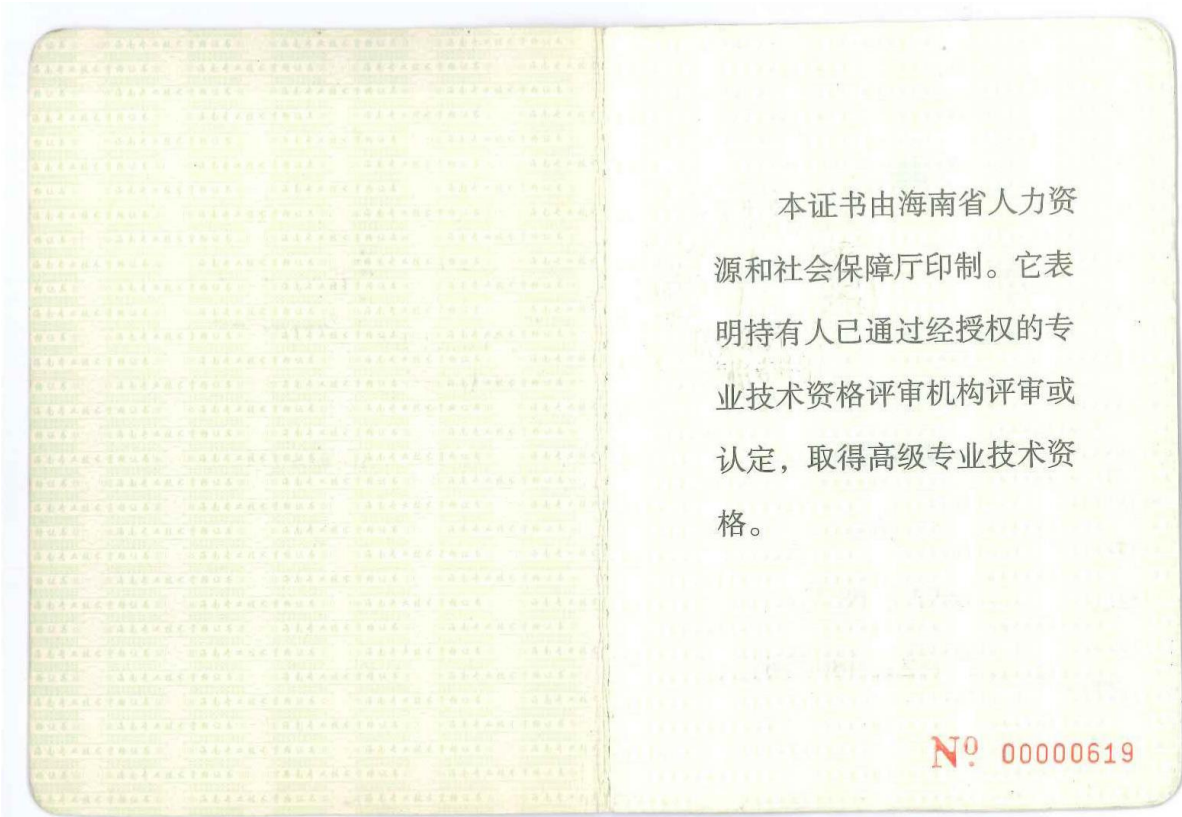 本证书由海南省人力资
源和社会保障厅印制。它表
明持有人已通过经授权的专
业技术资格评审机构评审或
认定，取得高级专业技术资
格。
Nº 00000619